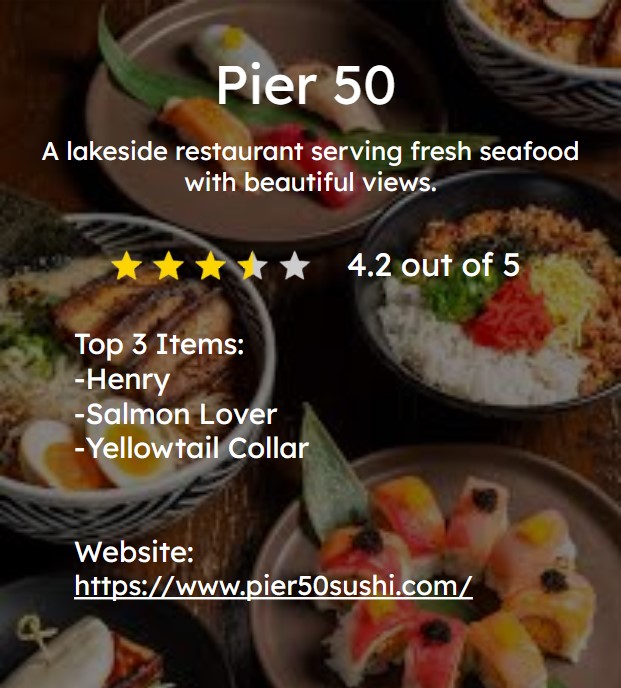 Pier 50
A lakeside restaurant serving fresh seafood
with beautiful views.
4.2 out of 5
Top 3 Items:
-Henry
-Salmon Lover
-Yellowtail Collar
Website:
https://www.pier50sushi.com/